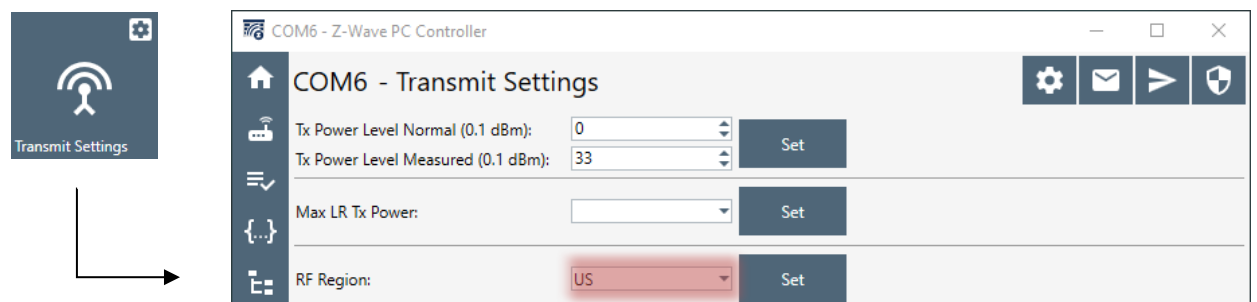 Transmit Settings
COM6 - Z-Wave PC Controller
COM6 - Transmit Settings
Tx Power Level Normal (0.1 dBm): 0
Set
Tx Power Level Measured (0.1 dBm): 33
Max LR Tx Power: Set
{...}
RF Region: US Set